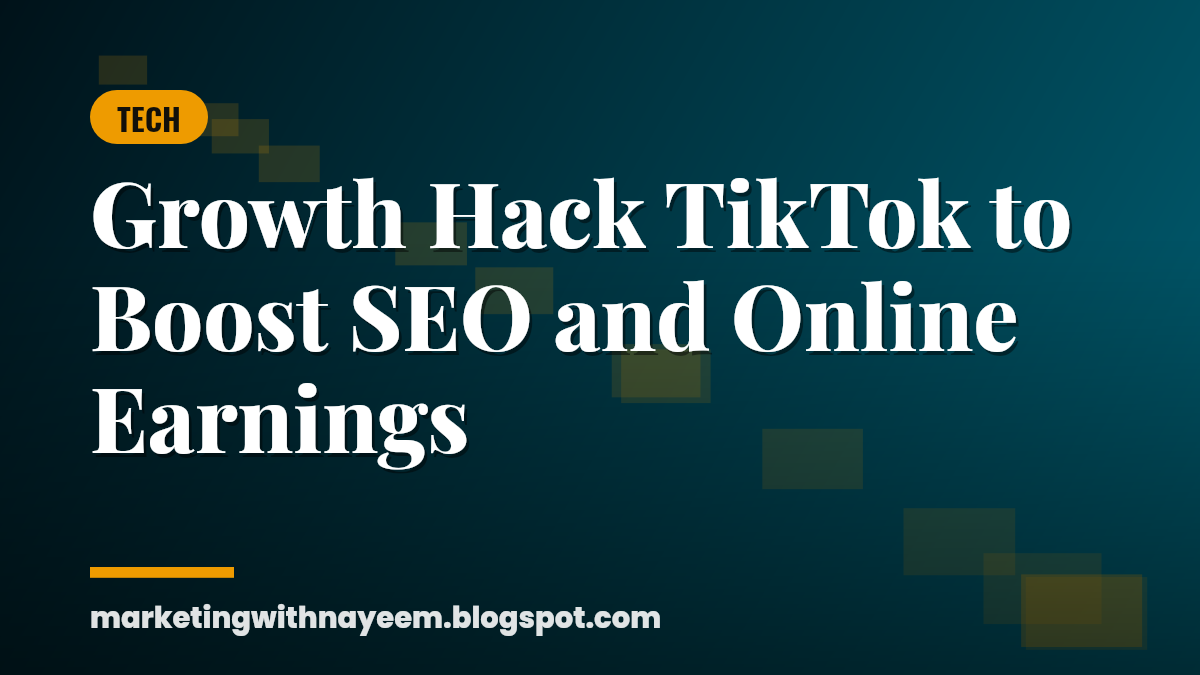 TECH
Growth Hack TikTok to
Boost SEO and Online
Earnings
marketingwithnayeem.blogspot.com